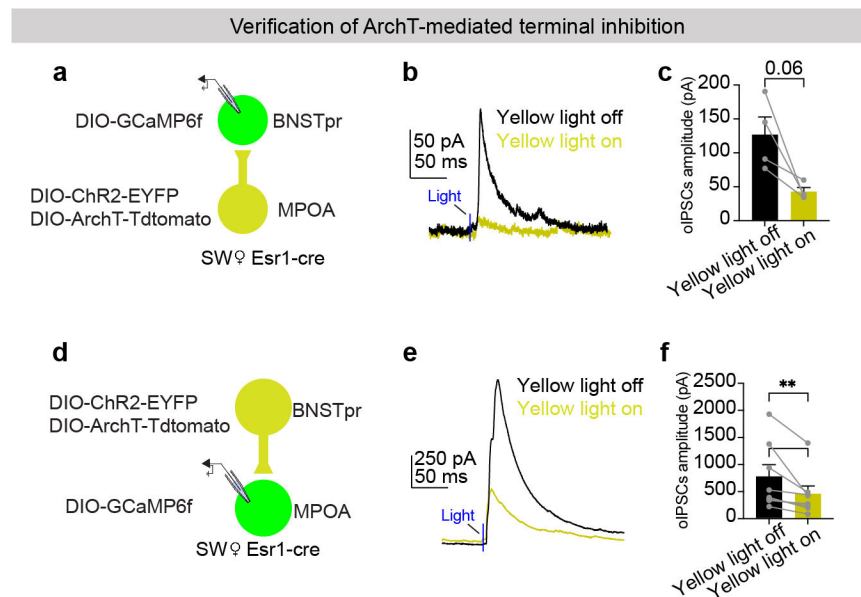 Verification of ArchT-mediated terminal inhibition
a
DIO-GCaMP6f
BNSTpr
DIO-ChR2-EYFP
DIO-ArchT-Tdtomato
MPOA
SW♀ Esr1-cre
b
50 pA
50 ms
Yellow light off
Yellow light on
Light
c
0.06
oIPSCs amplitude (pA)
200
150
100
50
0
Yellow light off
Yellow light on
d
DIO-ChR2-EYFP
DIO-ArchT-Tdtomato
BNSTpr
DIO-GCaMP6f
MPOA
SW♀ Esr1-cre
e
250 pA
50 ms
Yellow light off
Yellow light on
Light
f
**
oIPSCs amplitude (pA)
2500
2000
1500
1000
500
0
Yellow light off
Yellow light on